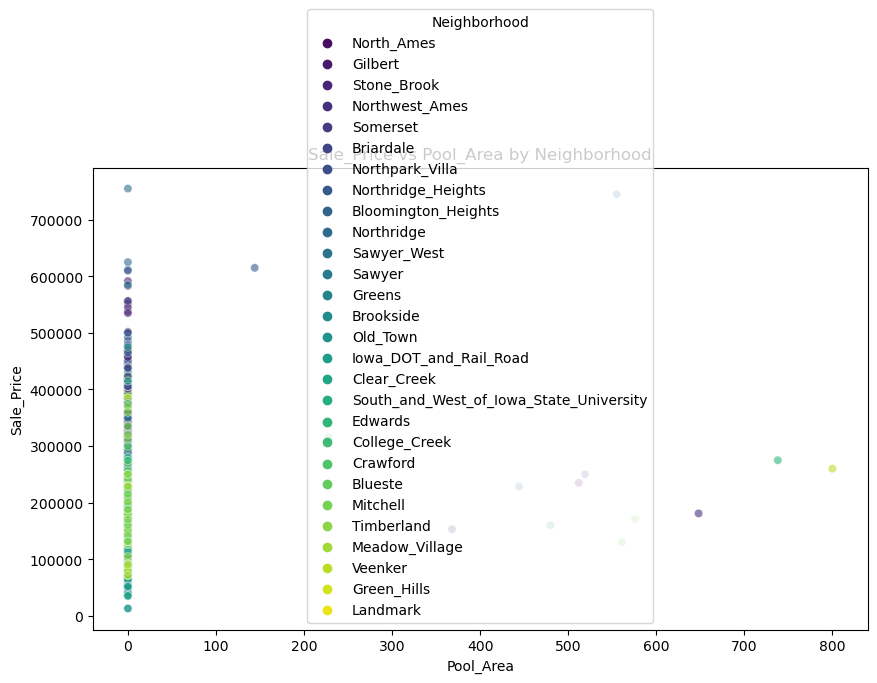 Neighborhood
North_Ames
Gilbert
Stone_Brook
Northwest_Ames
Somerset
Briardale
Sale_Price vs Pool_Area by Neighborhood
Northpark_Villa
Northridge_Heights
Bloomington_Heights
Northridge
Sawyer_West
Sawyer
Greens
Brookside
Old_Town
Iowa_DOT_and_Rail_Road
Clear_Creek
South_and_West_of_Iowa_State_University
Edwards
College_Creek
Crawford
Blueste
Mitchell
Timberland
Meadow_Village
Veenker
Green_Hills
Landmark
700000
600000
500000
400000
300000
200000
100000
0
Sale_Price
0 100 200 300 400 500 600 700 800
Pool_Area